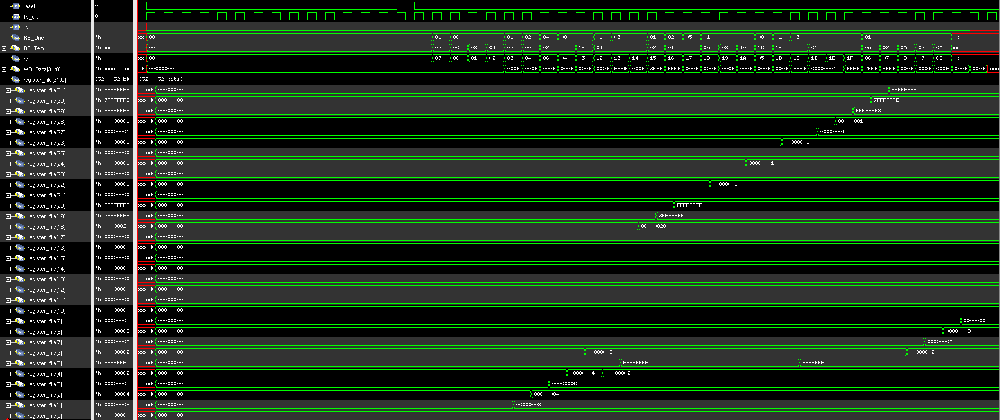 reset 0
tb_clk 0
rd x
RS_One 'h xx xx 00 01 00 01 02 04 00 01 05 01 02 05 01 00 01 05 01 xx
RS_Two 'h xx xx 00 02 00 08 04 02 00 02 1E 04 02 01 05 08 10 1C 1E 01 0A 02 0A 02 0A xx
rd 'h xx xx 00 09 00 01 02 03 04 06 04 05 12 13 14 15 16 17 18 19 1A 05 1B 1C 1D 1E 1F 06 07 08 09 08 xx
WB_Data[31:0] 'h xxxxxxxx x 00000000 000 000 000 000 000 000 FFF 000 3FF FFF 000 000 000 000 000 000 FFF 00000001 FFF 7FF FFF 000 000 000 000 000 xxxx
register_file[31:0] [32 x 32 b [32 x 32 bits]
register_file[31] 'h FFFFFFFE xxxx 00000000 FFFFFFFE
register_file[30] 'h 7FFFFFFE xxxx 00000000 7FFFFFFE
register_file[29] 'h FFFFFFF8 xxxx 00000000 FFFFFFF8
register_file[28] 'h 00000001 xxxx 00000000 00000001
register_file[27] 'h 00000001 xxxx 00000000 00000001
register_file[26] 'h 00000001 xxxx 00000000 00000001
register_file[25] 'h 00000000 xxxx 00000000
register_file[24] 'h 00000001 xxxx 00000000 00000001
register_file[23] 'h 00000000 xxxx 00000000
register_file[22] 'h 00000001 xxxx 00000000 00000001
register_file[21] 'h 00000000 xxxx 00000000
register_file[20] 'h FFFFFFFF xxxx 00000000 FFFFFFFF
register_file[19] 'h 3FFFFFFF xxxx 00000000 3FFFFFFF
register_file[18] 'h 00000020 xxxx 00000000 00000020
register_file[17] 'h 00000000 xxxx 00000000
register_file[16] 'h 00000000 xxxx 00000000
register_file[15] 'h 00000000 xxxx 00000000
register_file[14] 'h 00000000 xxxx 00000000
register_file[13] 'h 00000000 xxxx 00000000
register_file[12] 'h 00000000 xxxx 00000000
register_file[11] 'h 00000000 xxxx 00000000
register_file[10] 'h 00000000 xxxx 00000000
register_file[9] 'h 0000000C xxxx 00000000 0000000C
register_file[8] 'h 00000008 xxxx 00000000 00000008
register_file[7] 'h 0000000A xxxx 00000000 0000000A
register_file[6] 'h 00000002 xxxx 00000000 00000008 00000002
register_file[5] 'h FFFFFFFC xxxx 00000000 FFFFFFFE FFFFFFFC
register_file[4] 'h 00000002 xxxx 00000000 00000004 00000002
register_file[3] 'h 0000000C xxxx 00000000 0000000C
register_file[2] 'h 00000004 xxxx 00000000 00000004
register_file[1] 'h 00000008 xxxx 00000000 00000008
register_file[0] 'h 00000000 xxxx 00000000